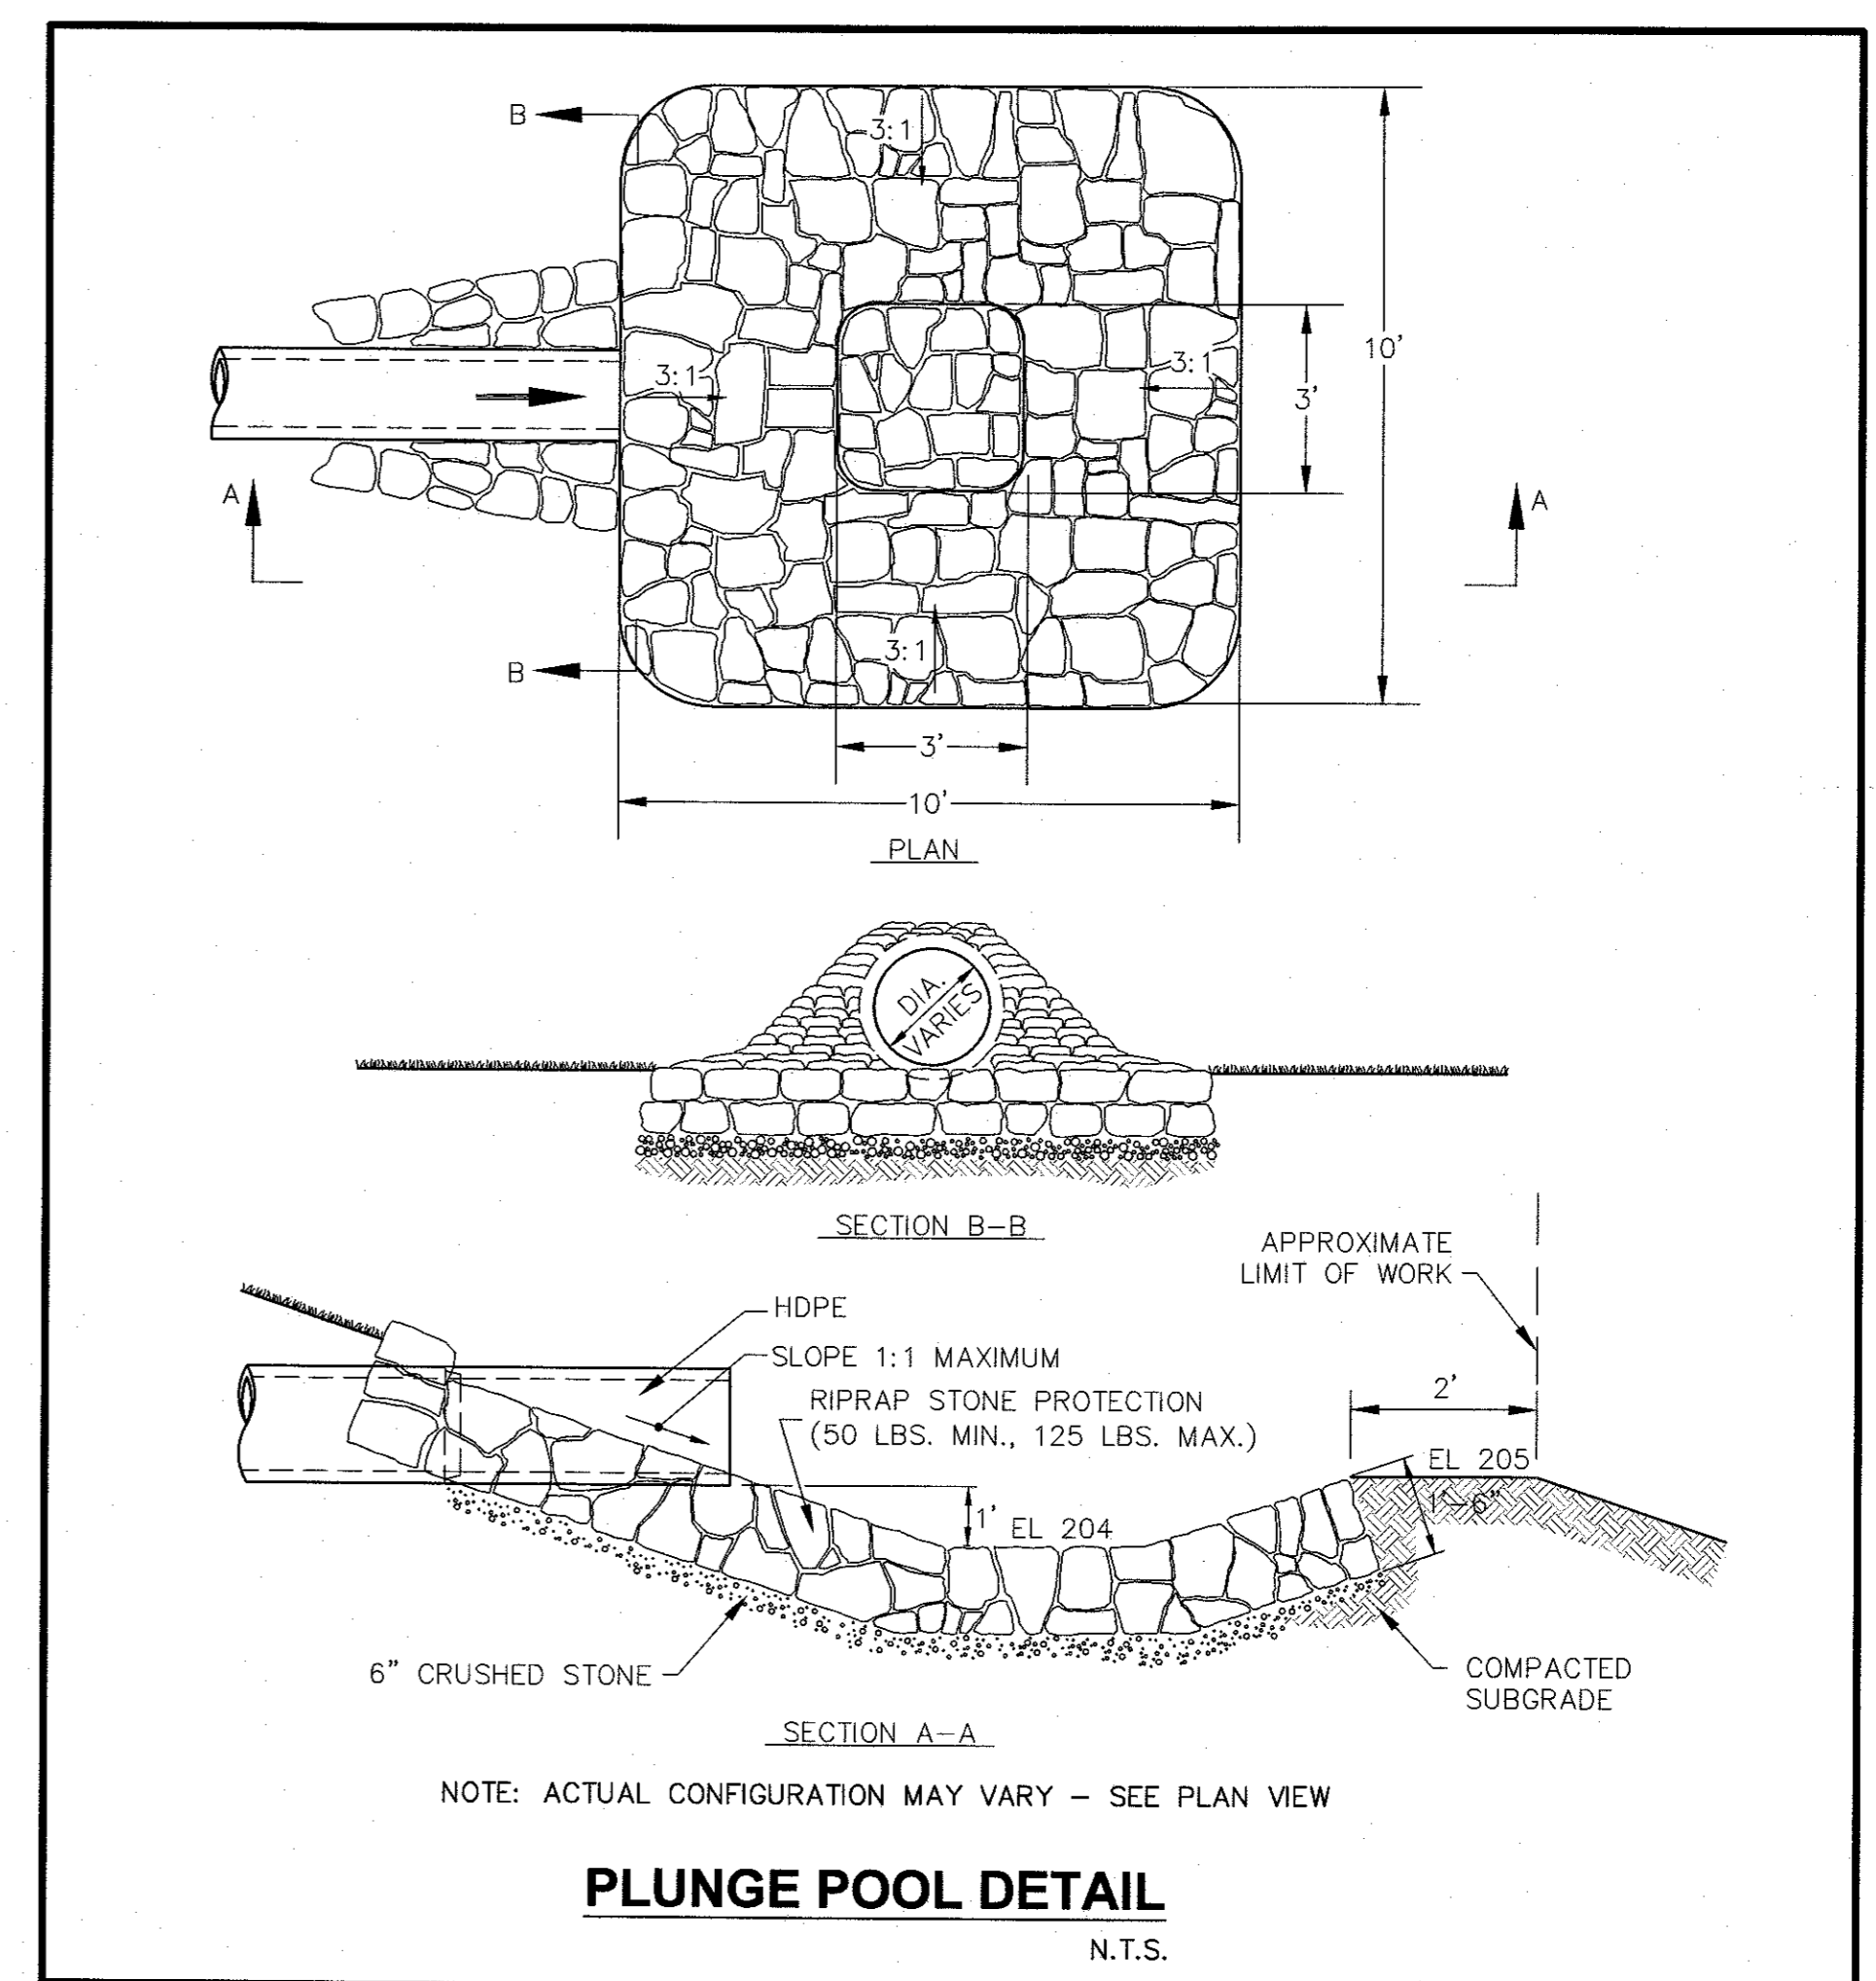 B
3:1
10'
3:1
3:1
3'
A
A
3:1
B
3'
10'
PLAN
DIA.
VARIES
SECTION B-B
APPROXIMATE
LIMIT OF WORK
HDPE
SLOPE 1:1 MAXIMUM
RIPRAP STONE PROTECTION
(50 LBS. MIN., 125 LBS. MAX.)
2'
EL 205
1'-6"
1'
EL 204
6" CRUSHED STONE
COMPACTED
SUBGRADE
SECTION A-A
NOTE: ACTUAL CONFIGURATION MAY VARY – SEE PLAN VIEW
PLUNGE POOL DETAIL
N.T.S.